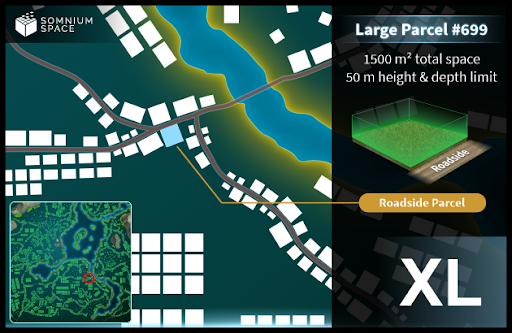 SOMNIUM
SPACE
Large Parcel #699
1500 m² total space
50 m height & depth limit
Roadside
Roadside Parcel
XL